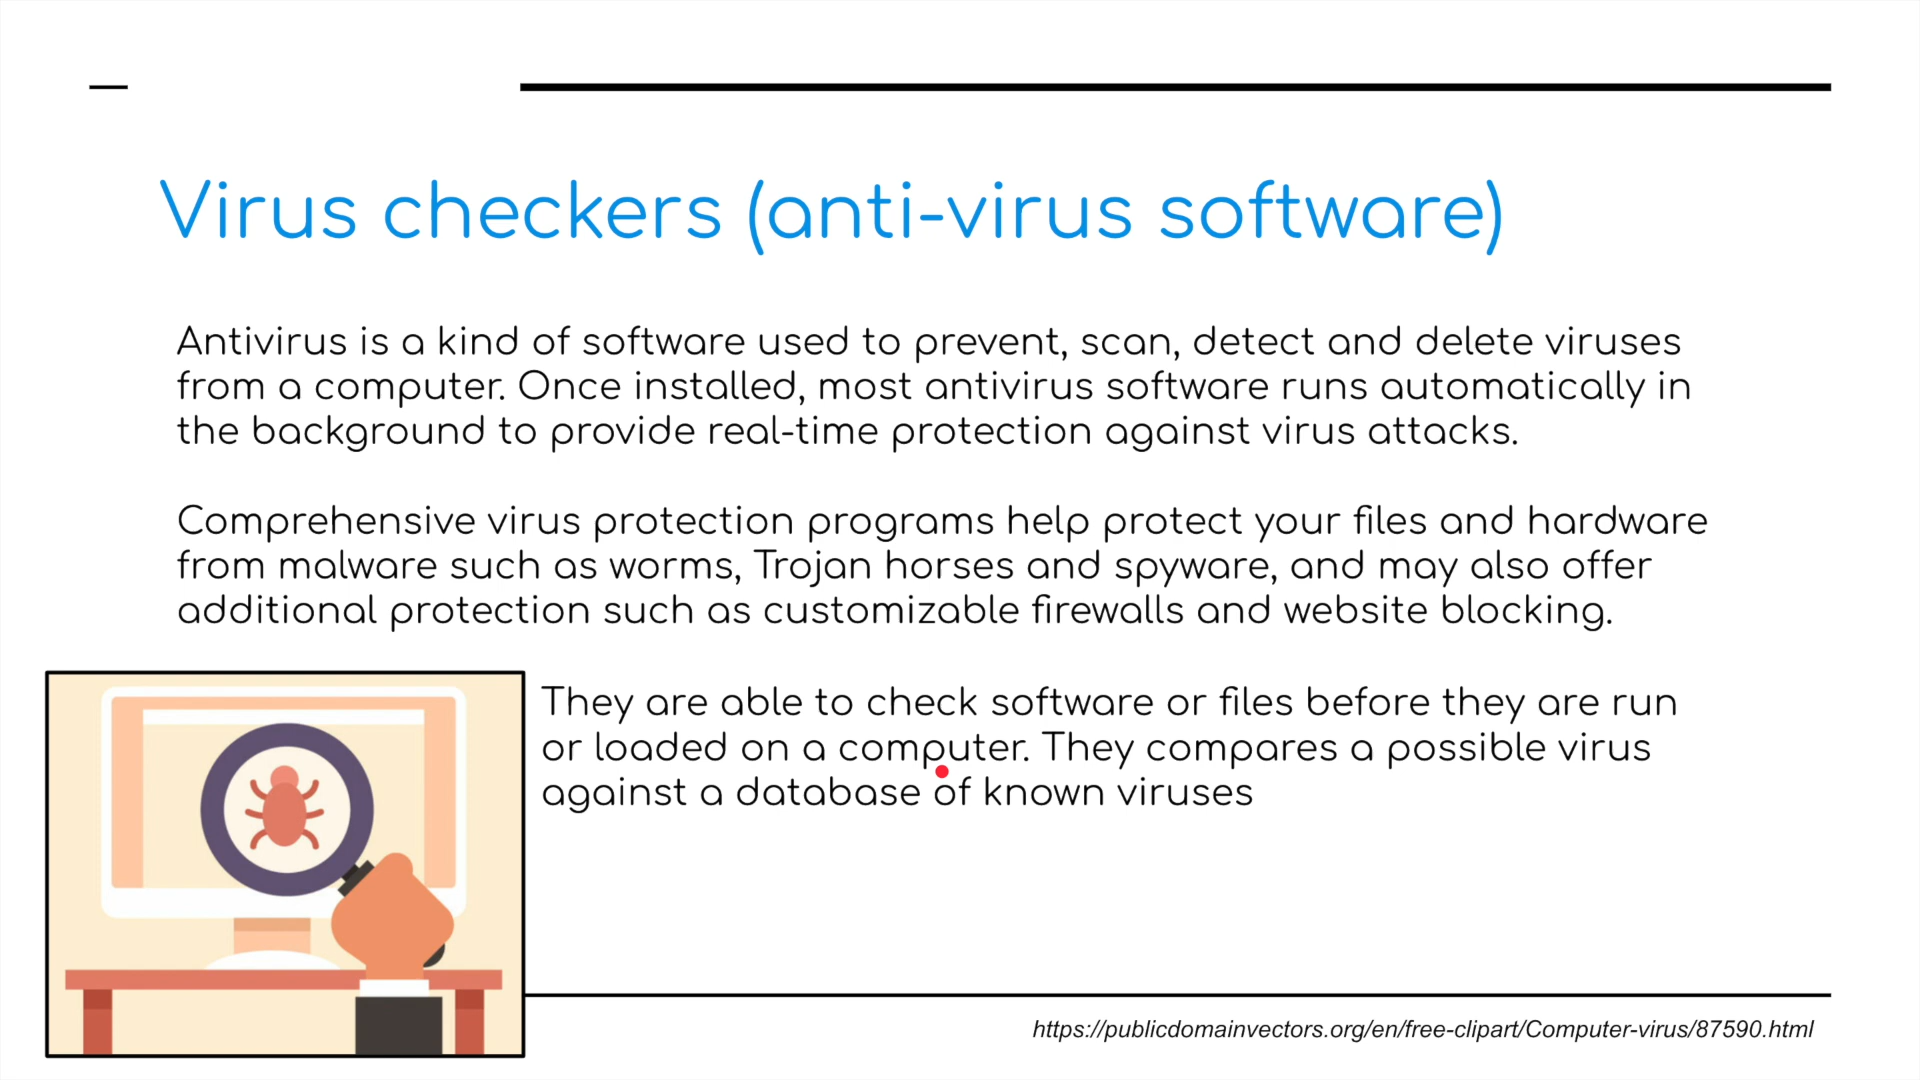 Virus checkers (anti-virus software)
Antivirus is a kind of software used to prevent, scan, detect and delete viruses
from a computer. Once installed, most antivirus software runs automatically in
the background to provide real-time protection against virus attacks.
Comprehensive virus protection programs help protect your files and hardware
from malware such as worms, Trojan horses and spyware, and may also offer
additional protection such as customizable firewalls and website blocking.
They are able to check software or files before they are run
or loaded on a computer. They compares a possible virus
against a database of known viruses
https://publicdomainvectors.org/en/free-clipart/Computer-virus/87590.html